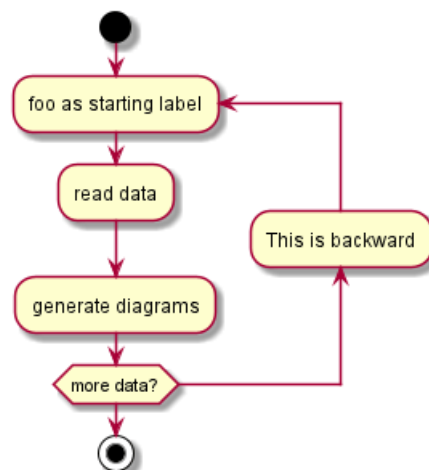 foo as starting label
read data
This is backward
generate diagrams
more data?